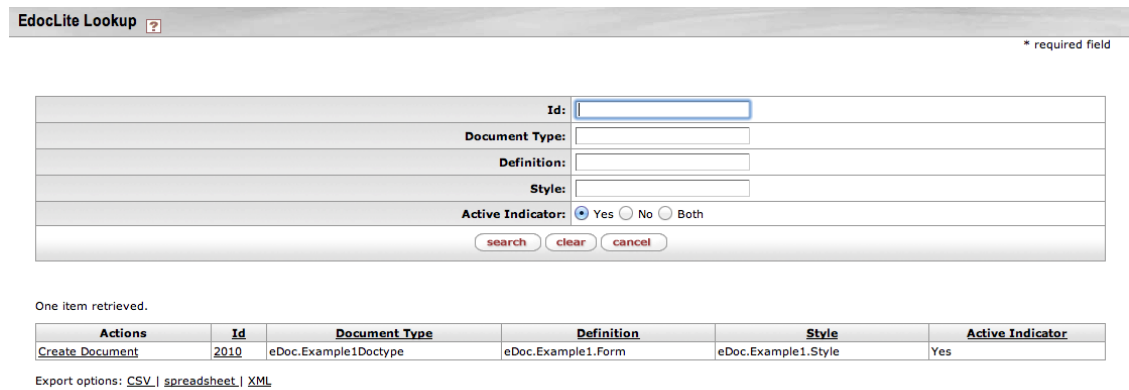 EdocLite Lookup ?
* required field
Id:
Document Type:
Definition:
Style:
Active Indicator: Yes No Both
search clear cancel
One item retrieved.
Actions Id Document Type Definition Style Active Indicator
Create Document 2010 eDoc.Example1Doctype eDoc.Example1.Form eDoc.Example1.Style Yes
Export options: CSV | spreadsheet | XML